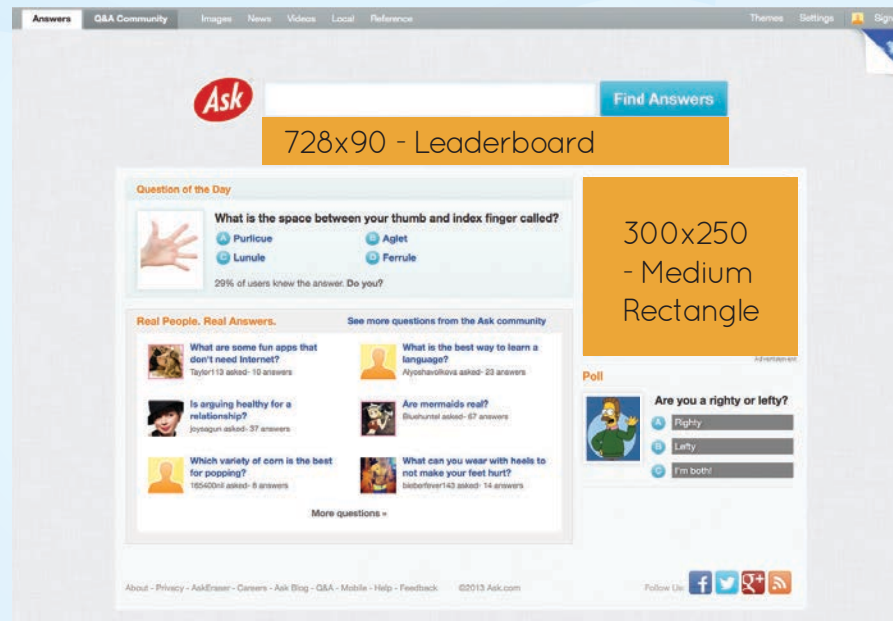 Answers Q&A Community Images News Videos Local Reference Themes Settings Sign
Ask Find Answers
728x90 - Leaderboard
Question of the Day
What is the space between your thumb and index finger called?
A Purlicue B Aglet
C Lunule D Ferrule
29% of users knew the answer. Do you?
300x250
- Medium
Rectangle
Advertisement
Real People. Real Answers. See more questions from the Ask community
What are some fun apps that
don't need Internet?
Taylor113 asked- 10 answers
What is the best way to learn a
language?
Alyoshavolkova asked- 23 answers
Is arguing healthy for a
relationship?
joysagun asked- 37 answers
Are mermaids real?
Bluehuntel asked- 67 answers
Which variety of corn is the best
for popping?
165400nil asked- 8 answers
What can you wear with heels to
not make your feet hurt?
bieberfever143 asked- 14 answers
More questions »
Poll
Are you a righty or lefty?
A Righty
B Lefty
C I'm both!
About - Privacy - AskEraser - Careers - Ask Blog - Q&A - Mobile - Help - Feedback ©2013 Ask.com
Follow Us: